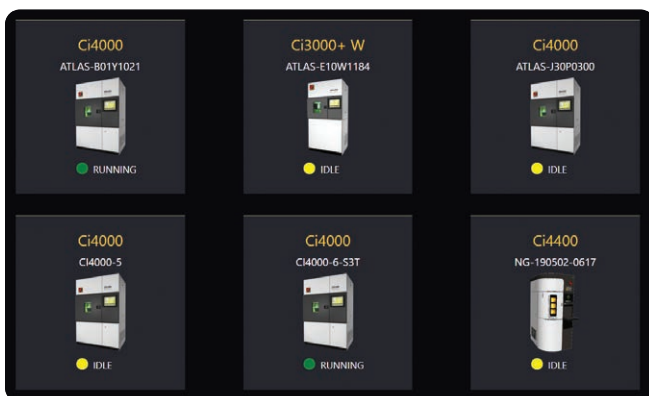 Ci4000
ATLAS-B01Y1021
RUNNING
Ci3000+ W
ATLAS-E10W1184
IDLE
Ci4000
ATLAS-J30P0300
IDLE
Ci4000
CI4000-5
IDLE
Ci4000
CI4000-6-S3T
RUNNING
Ci4400
NG-190502-0617
IDLE